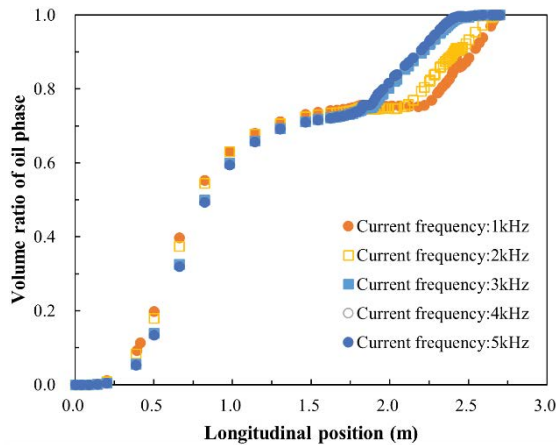 1.0
0.8
0.6
0.4
0.2
0.0
Volume ratio of oil phase
Current frequency:1kHz
Current frequency:2kHz
Current frequency:3kHz
Current frequency:4kHz
Current frequency:5kHz
0.0 0.5 1.0 1.5 2.0 2.5 3.0
Longitudinal position (m)